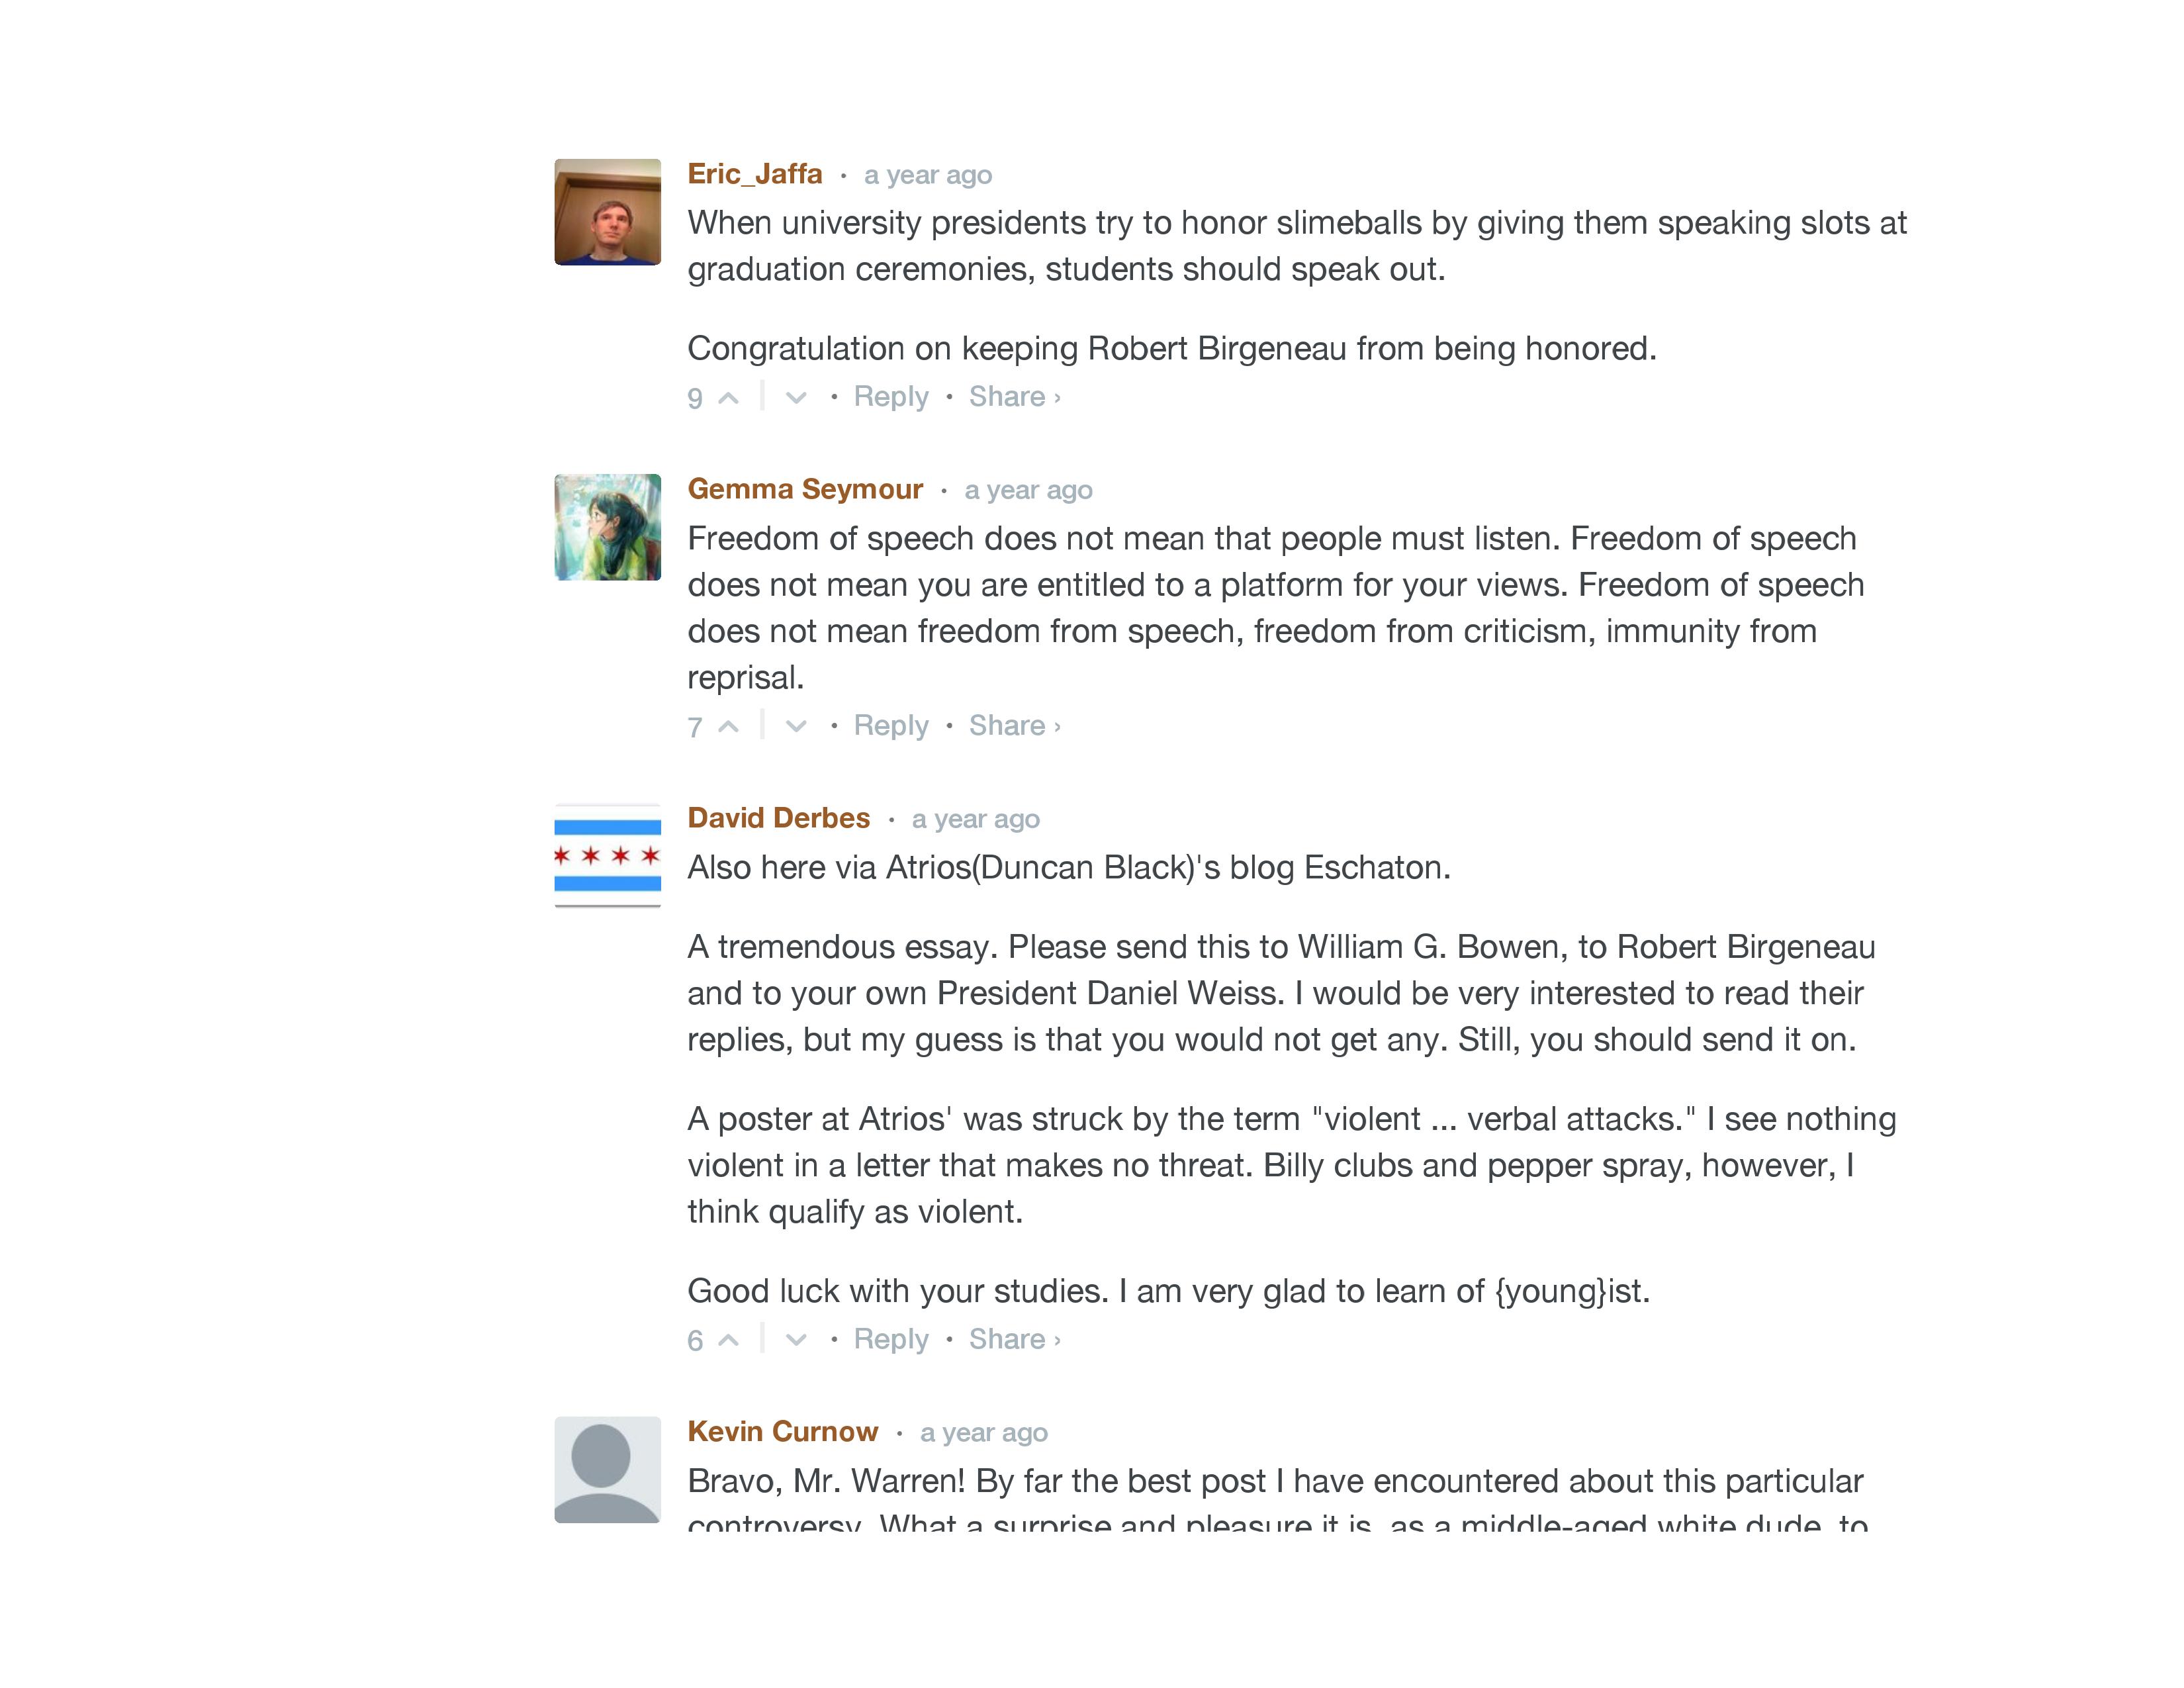 Eric_Jaffa • a year ago
When university presidents try to honor slimeballs by giving them speaking slots at
graduation ceremonies, students should speak out.
Congratulation on keeping Robert Birgeneau from being honored.
9 • Reply • Share ›
Gemma Seymour • a year ago
Freedom of speech does not mean that people must listen. Freedom of speech
does not mean you are entitled to a platform for your views. Freedom of speech
does not mean freedom from speech, freedom from criticism, immunity from
reprisal.
7 • Reply • Share ›
David Derbes • a year ago
Also here via Atrios(Duncan Black)'s blog Eschaton.
A tremendous essay. Please send this to William G. Bowen, to Robert Birgeneau
and to your own President Daniel Weiss. I would be very interested to read their
replies, but my guess is that you would not get any. Still, you should send it on.
A poster at Atrios' was struck by the term "violent ... verbal attacks." I see nothing
violent in a letter that makes no threat. Billy clubs and pepper spray, however, I
think qualify as violent.
Good luck with your studies. I am very glad to learn of {young}ist.
6 • Reply • Share ›
Kevin Curnow • a year ago
Bravo, Mr. Warren! By far the best post I have encountered about this particular
controversy. What a surprise and pleasure it is, as a middle-aged white dude, to